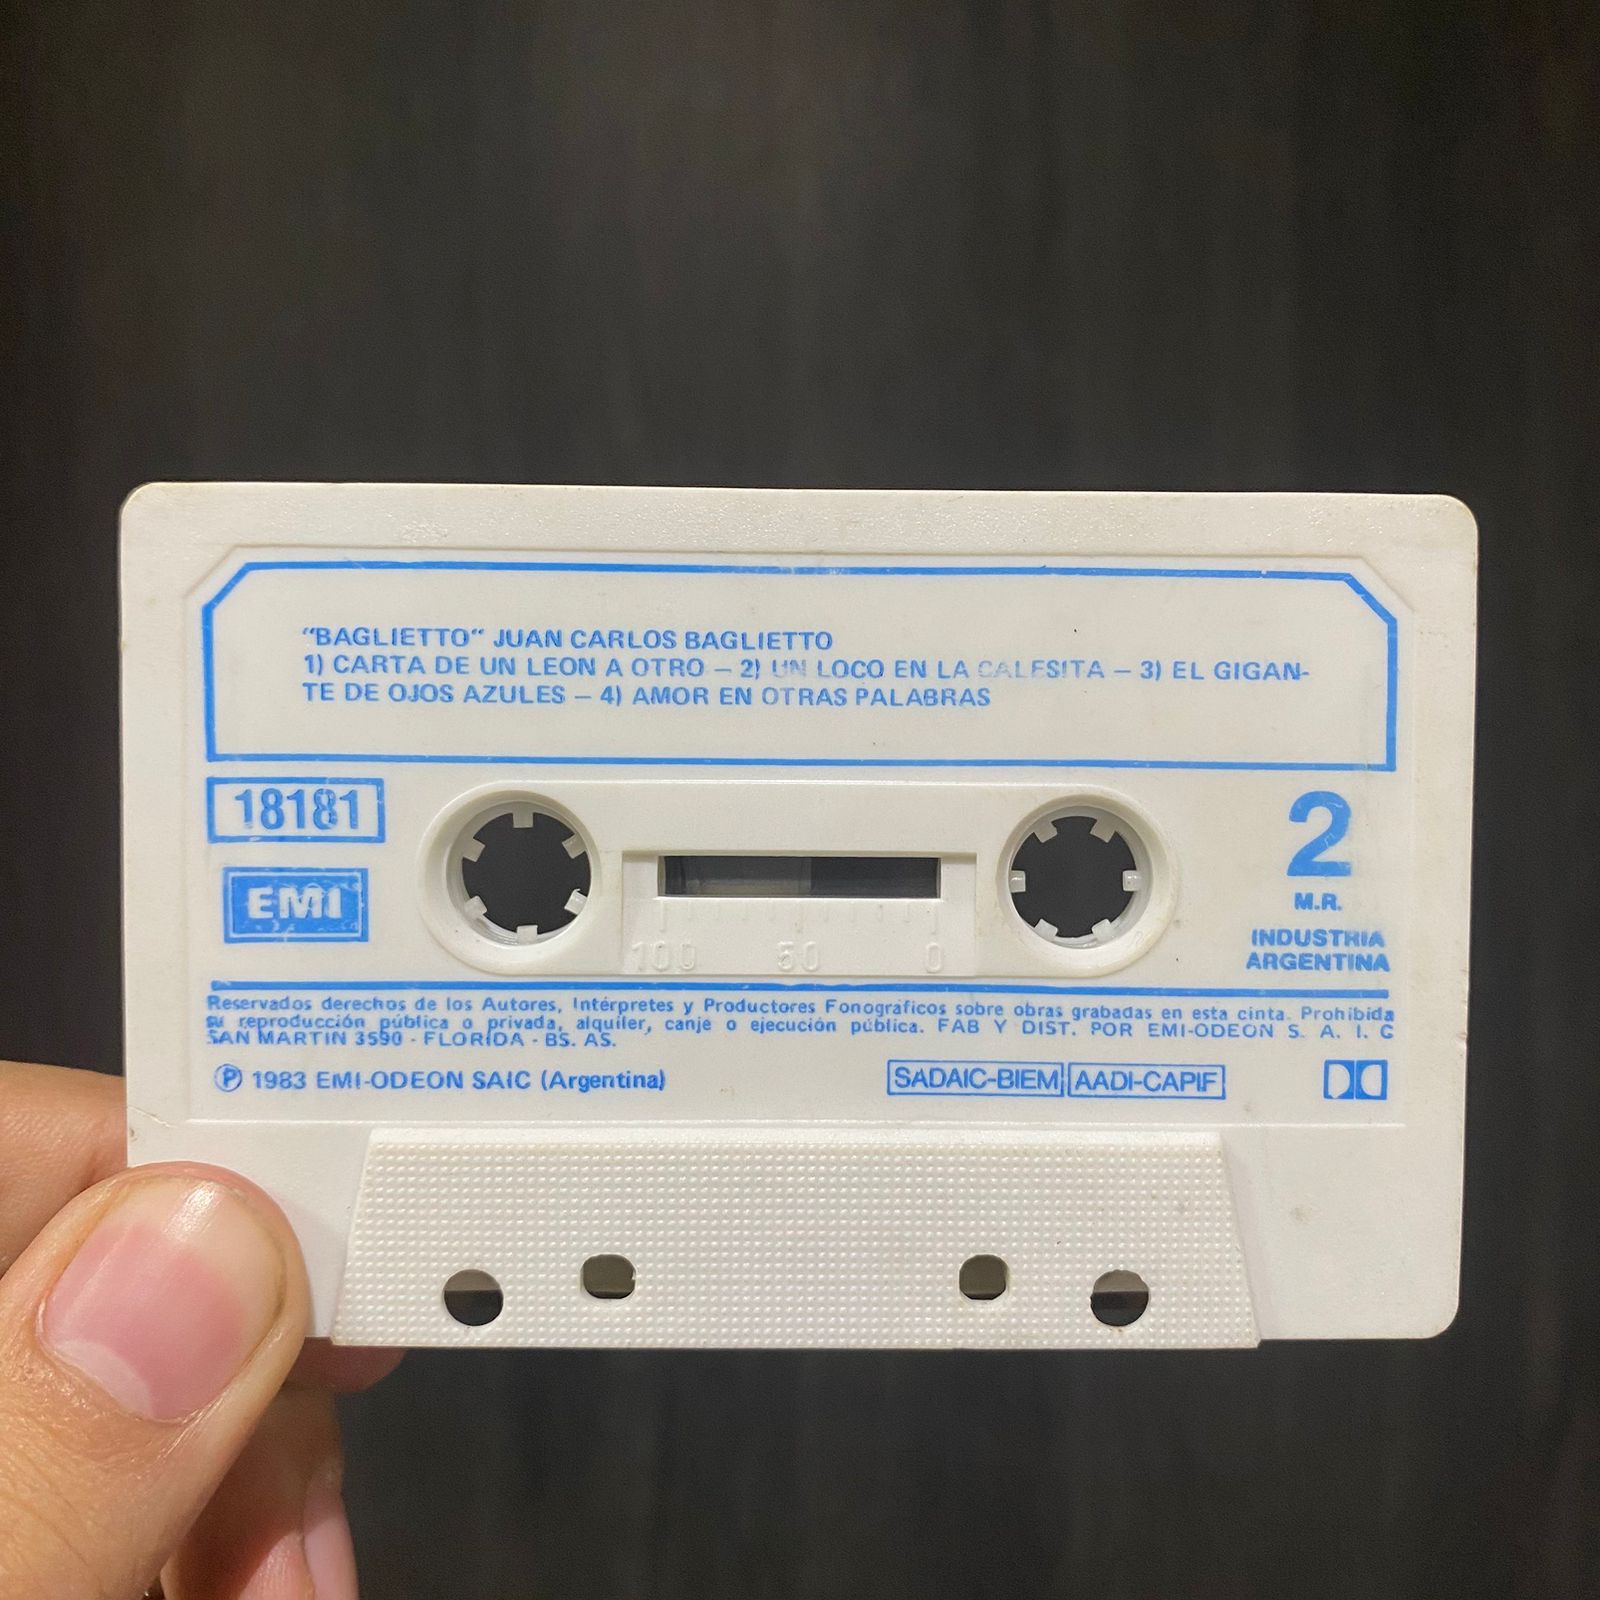 “BAGLIETTO“ JUAN CARLOS BAGLIETTO
1) CARTA DE UN LEON A OTRO – 2) UN LOCO EN LA CALESITA – 3) EL GIGAN-
TE DE OJOS AZULES – 4) AMOR EN OTRAS PALABRAS
18181
EMI
100 50 0
2
M.R.
INDUSTRIA
ARGENTINA
Reservados derechos de los Autores, Intérpretes y Productores Fonograficos sobre obras grabadas en esta cinta. Prohibida
su reproducción pública o privada, alquiler, canje o ejecución pública. FAB Y DIST. POR EMI-ODEON S. A. I. C
SAN MARTIN 3590 - FLORIDA - BS. AS.
Ⓟ 1983 EMI-ODEON SAIC (Argentina)
SADAIC-BIEM AADI-CAPIF